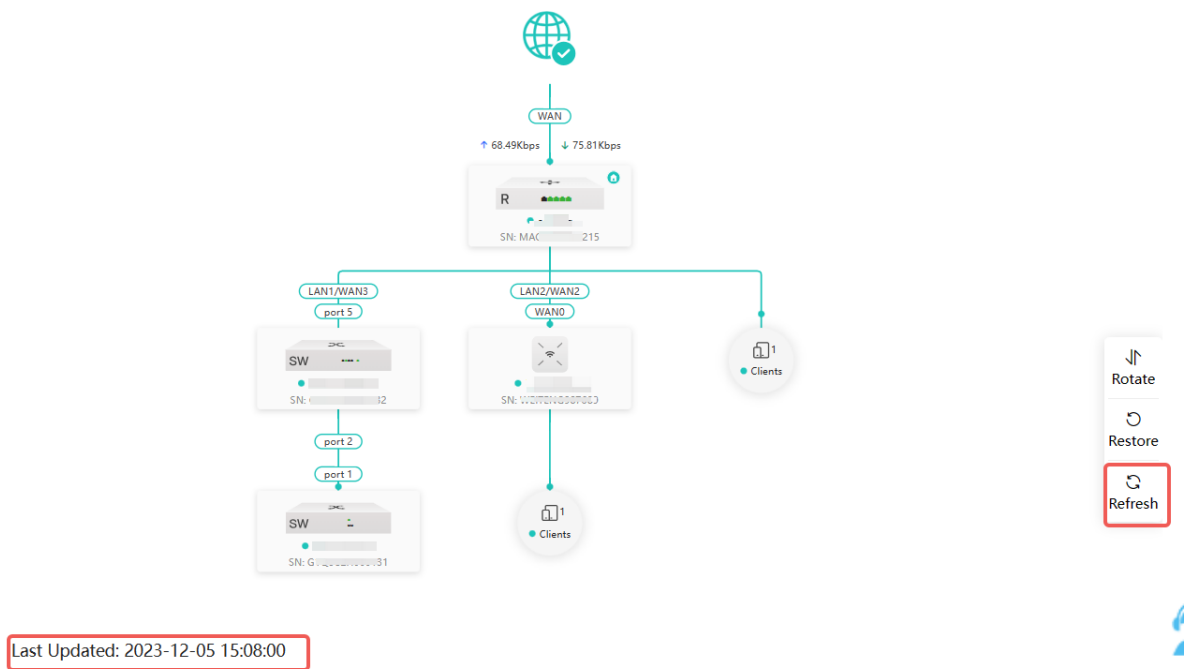 WAN
68.49Kbps 75.81Kbps
R
SN: MAC 215
LAN1/WAN3 LAN2/WAN2
port 5 WAN0
SW 1
Clients
SN: 32 SN:
port 2
port 1
SW 1
Clients
SN: G 31
Rotate
Restore
Refresh
Last Updated: 2023-12-05 15:08:00